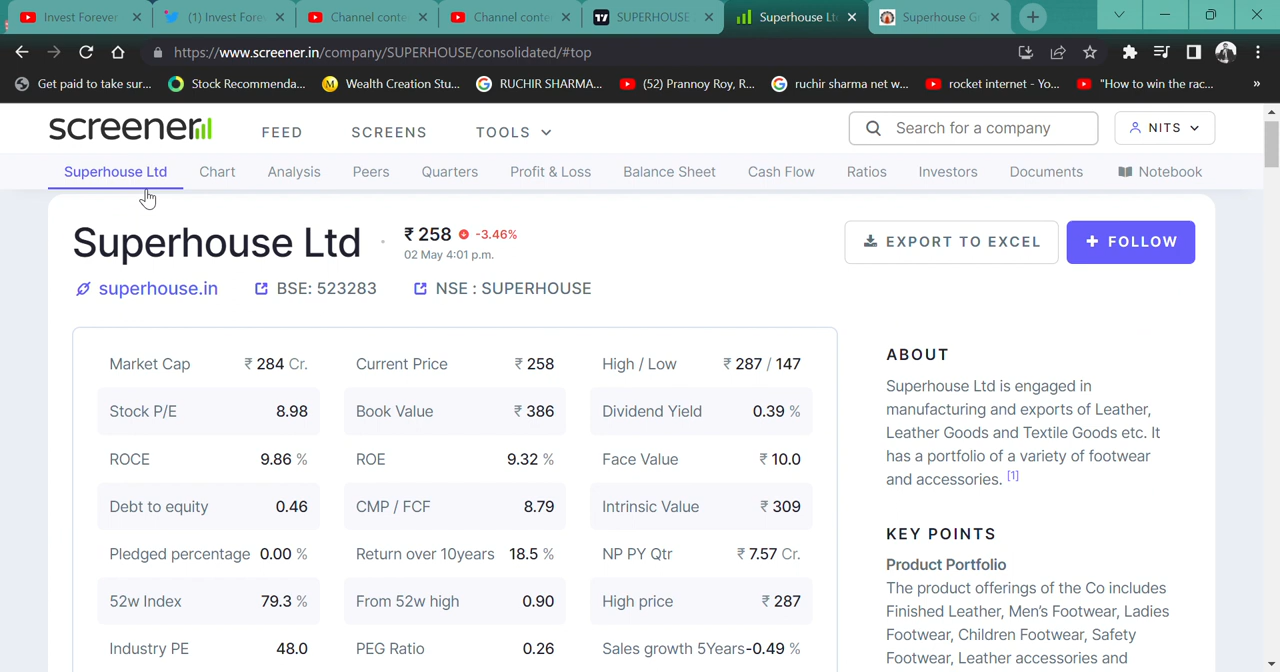 Invest Forever
(1) Invest Fore
Channel conte
Channel conte
SUPERHOUSE
Superhouse Lt
Superhouse G
https://www.screener.in/company/SUPERHOUSE/consolidated/#top
Get paid to take sur...
Stock Recommenda...
Wealth Creation Stu...
RUCHIR SHARMA...
(52) Prannoy Roy, R...
ruchir sharma net w...
rocket internet - Yo...
"How to win the rac...
»
screener
FEED
SCREENS
TOOLS
Search for a company
NITS
Superhouse Ltd
Chart
Analysis
Peers
Quarters
Profit & Loss
Balance Sheet
Cash Flow
Ratios
Investors
Documents
Notebook
Superhouse Ltd
₹ 258 -3.46%
02 May 4:01 p.m.
EXPORT TO EXCEL
+ FOLLOW
superhouse.in
BSE: 523283
NSE : SUPERHOUSE
Market Cap ₹ 284 Cr.
Current Price ₹ 258
High / Low ₹ 287 / 147
Stock P/E 8.98
Book Value ₹ 386
Dividend Yield 0.39 %
ROCE 9.86 %
ROE 9.32 %
Face Value ₹ 10.0
Debt to equity 0.46
CMP / FCF 8.79
Intrinsic Value ₹ 309
Pledged percentage 0.00 %
Return over 10years 18.5 %
NP PY Qtr ₹ 7.57 Cr.
52w Index 79.3 %
From 52w high 0.90
High price ₹ 287
Industry PE 48.0
PEG Ratio 0.26
Sales growth 5Years -0.49 %
ABOUT
Superhouse Ltd is engaged in
manufacturing and exports of Leather,
Leather Goods and Textile Goods etc. It
has a portfolio of a variety of footwear
and accessories. [1]
KEY POINTS
Product Portfolio
The product offerings of the Co includes
Finished Leather, Men's Footwear, Ladies
Footwear, Children Footwear, Safety
Footwear, Leather accessories and